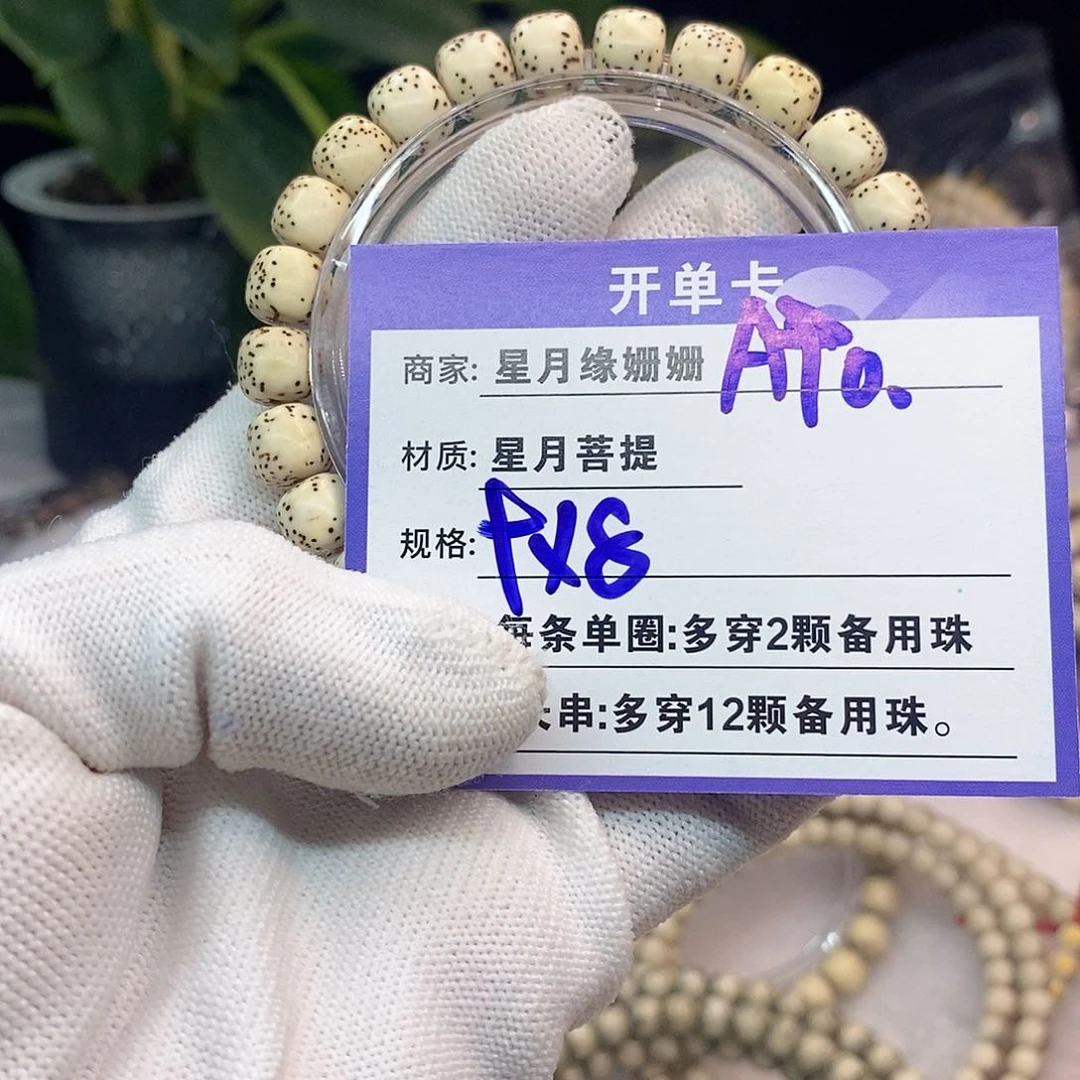 开单卡
商家: 星月缘姗姗 ATo.
材质: 星月菩提
规格: PX8
每条单圈:多穿2颗备用珠
串:多穿12颗备用珠。